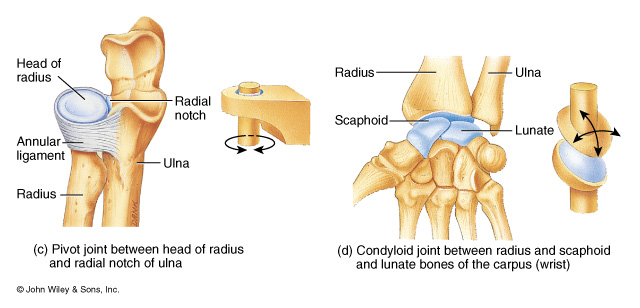 Head of
radius
Radial
notch
Annular
ligament
Ulna
Radius
(c) Pivot joint between head of radius
and radial notch of ulna
Radius
Ulna
Scaphoid
Lunate
(d) Condyloid joint between radius and scaphoid
and lunate bones of the carpus (wrist)
© John Wiley & Sons, Inc.